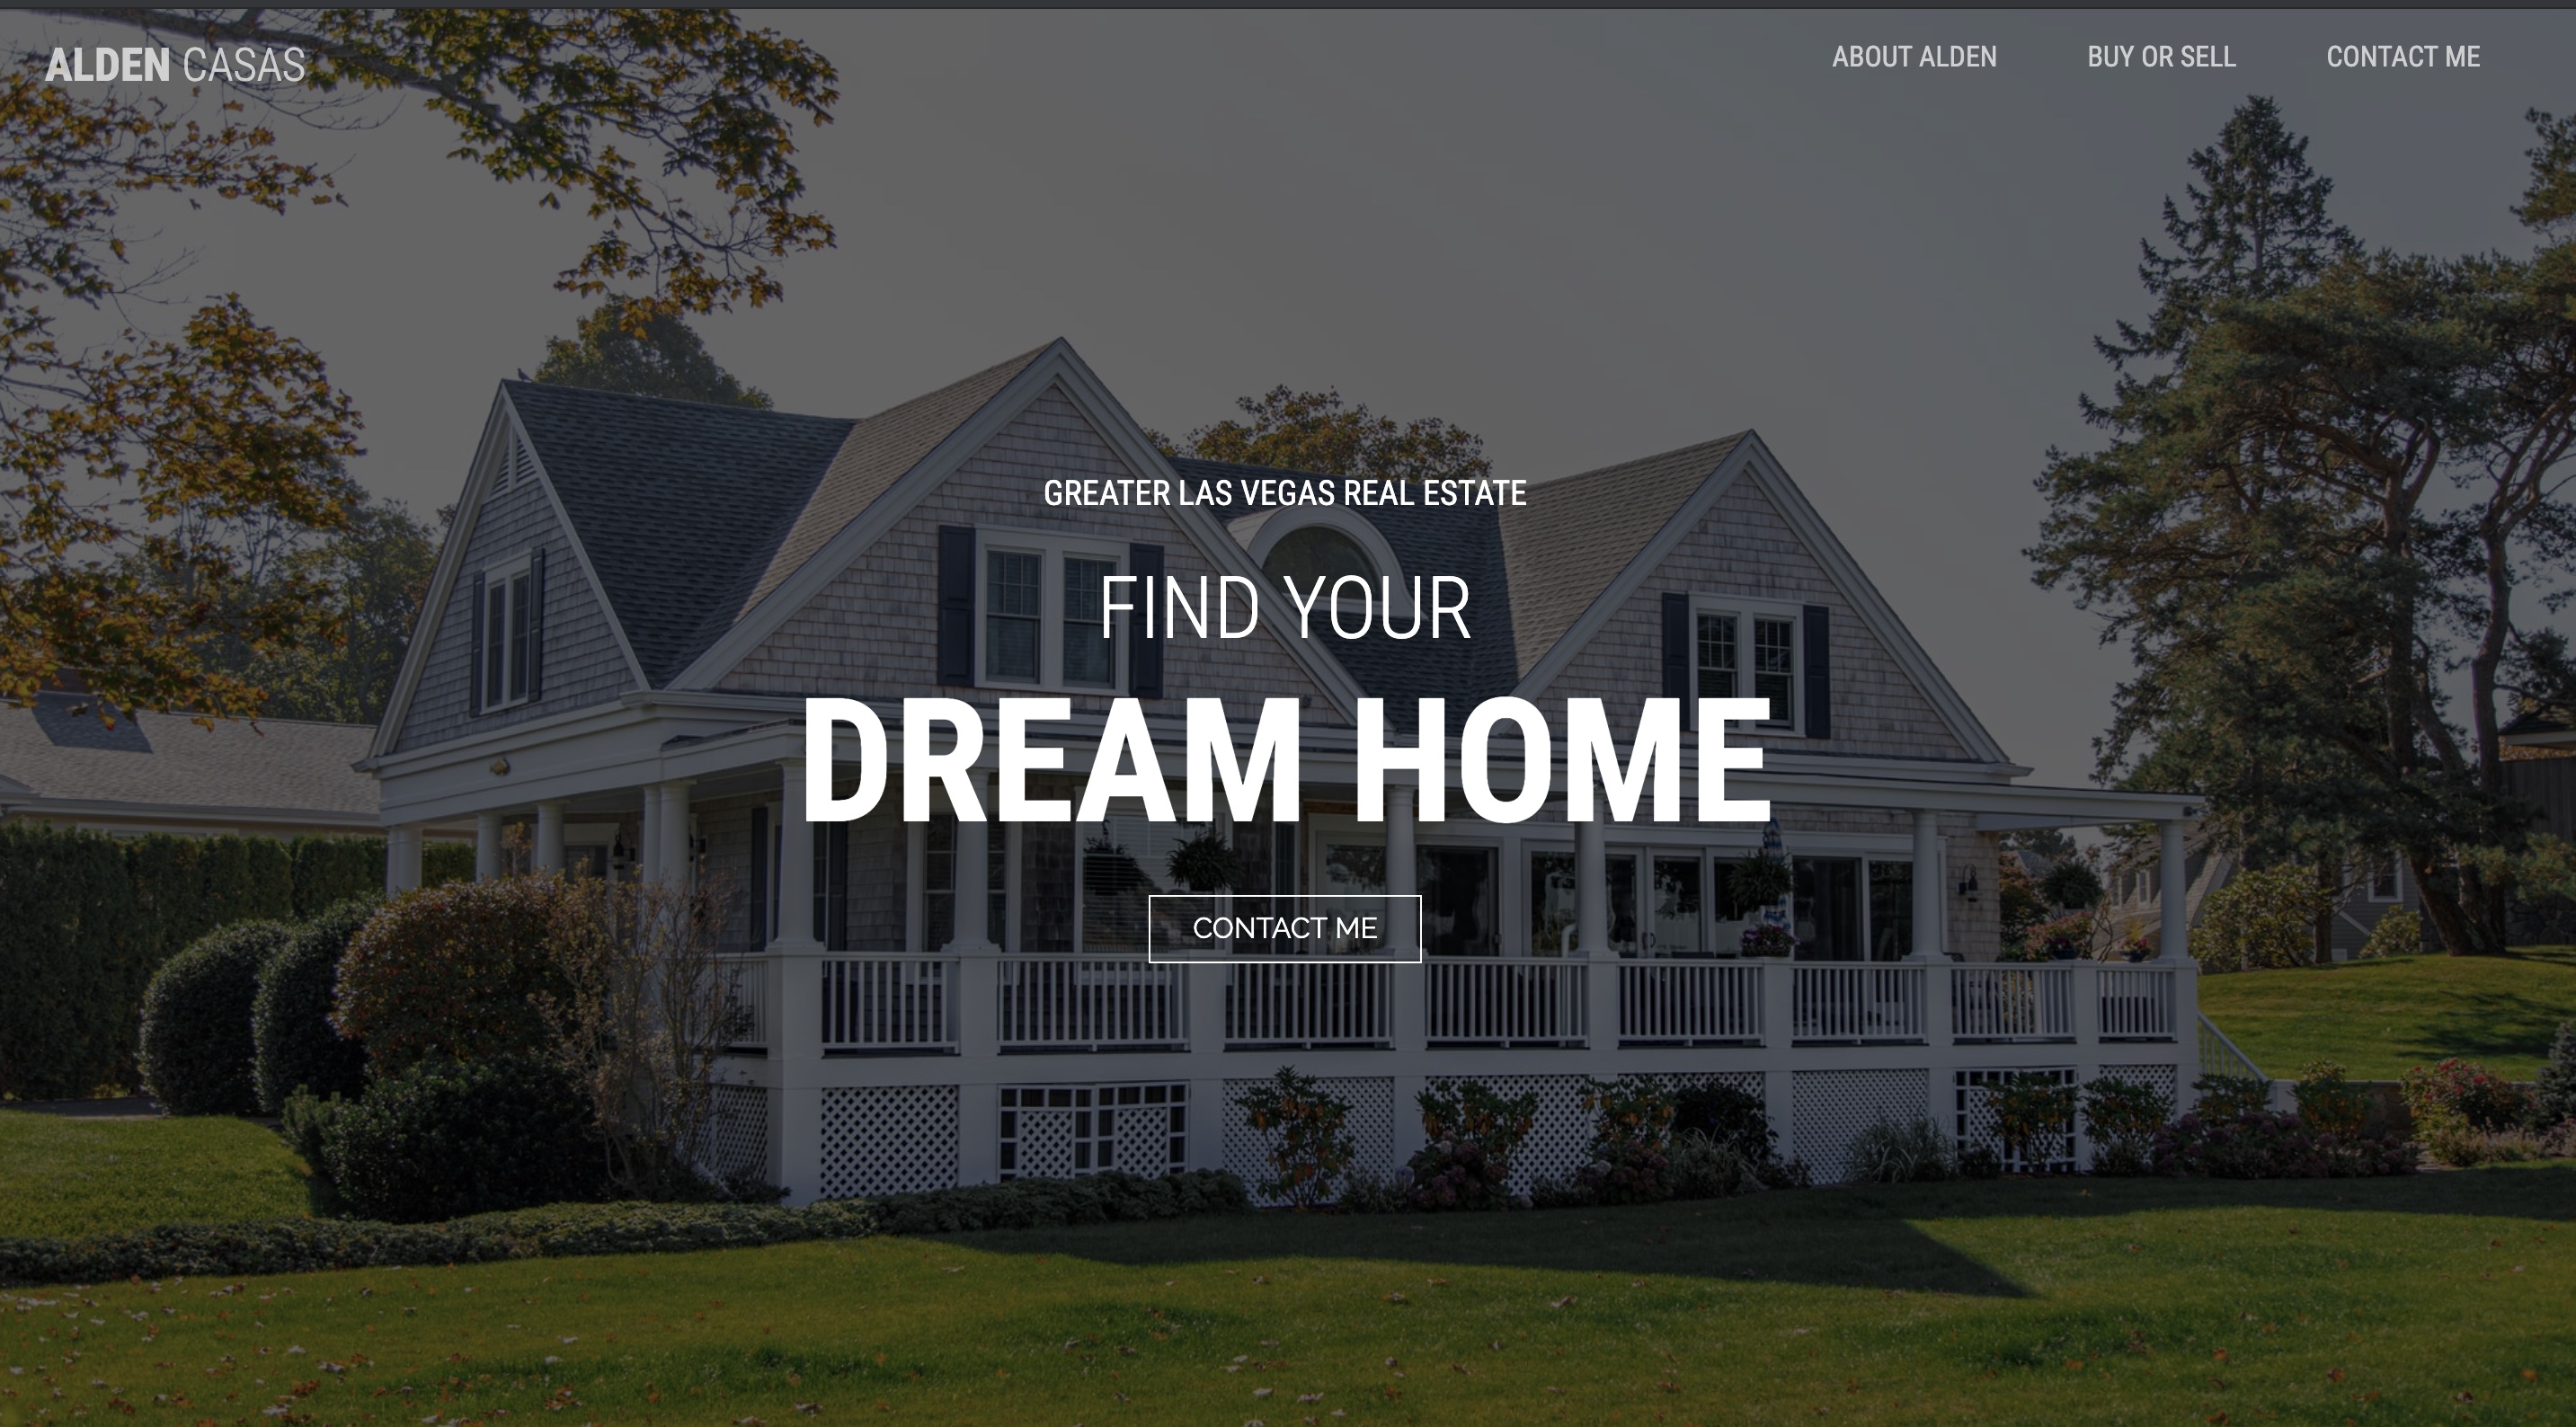 ALDEN CASAS
ABOUT ALDEN
BUY OR SELL
CONTACT ME
GREATER LAS VEGAS REAL ESTATE
FIND YOUR
DREAM HOME
CONTACT ME